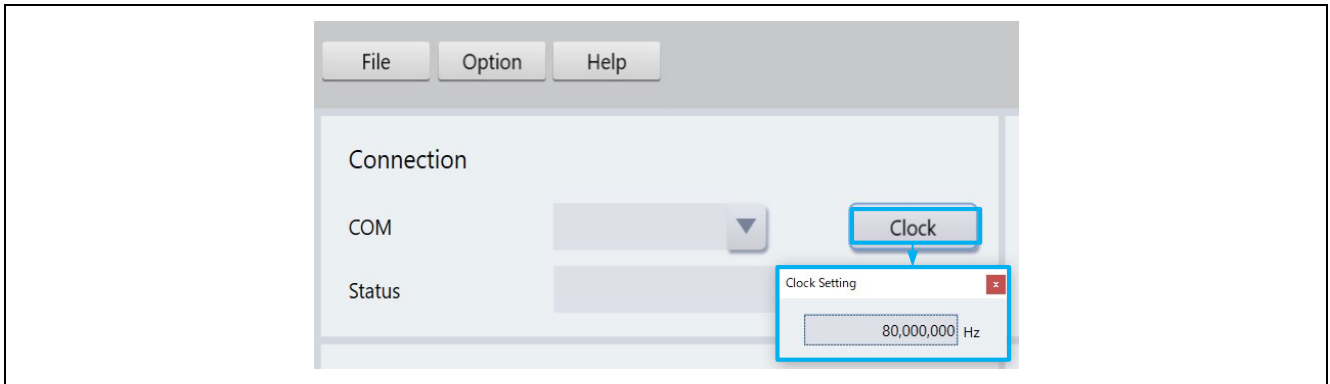 File Option Help
Connection
COM Clock
Status
Clock Setting x
80,000,000 Hz